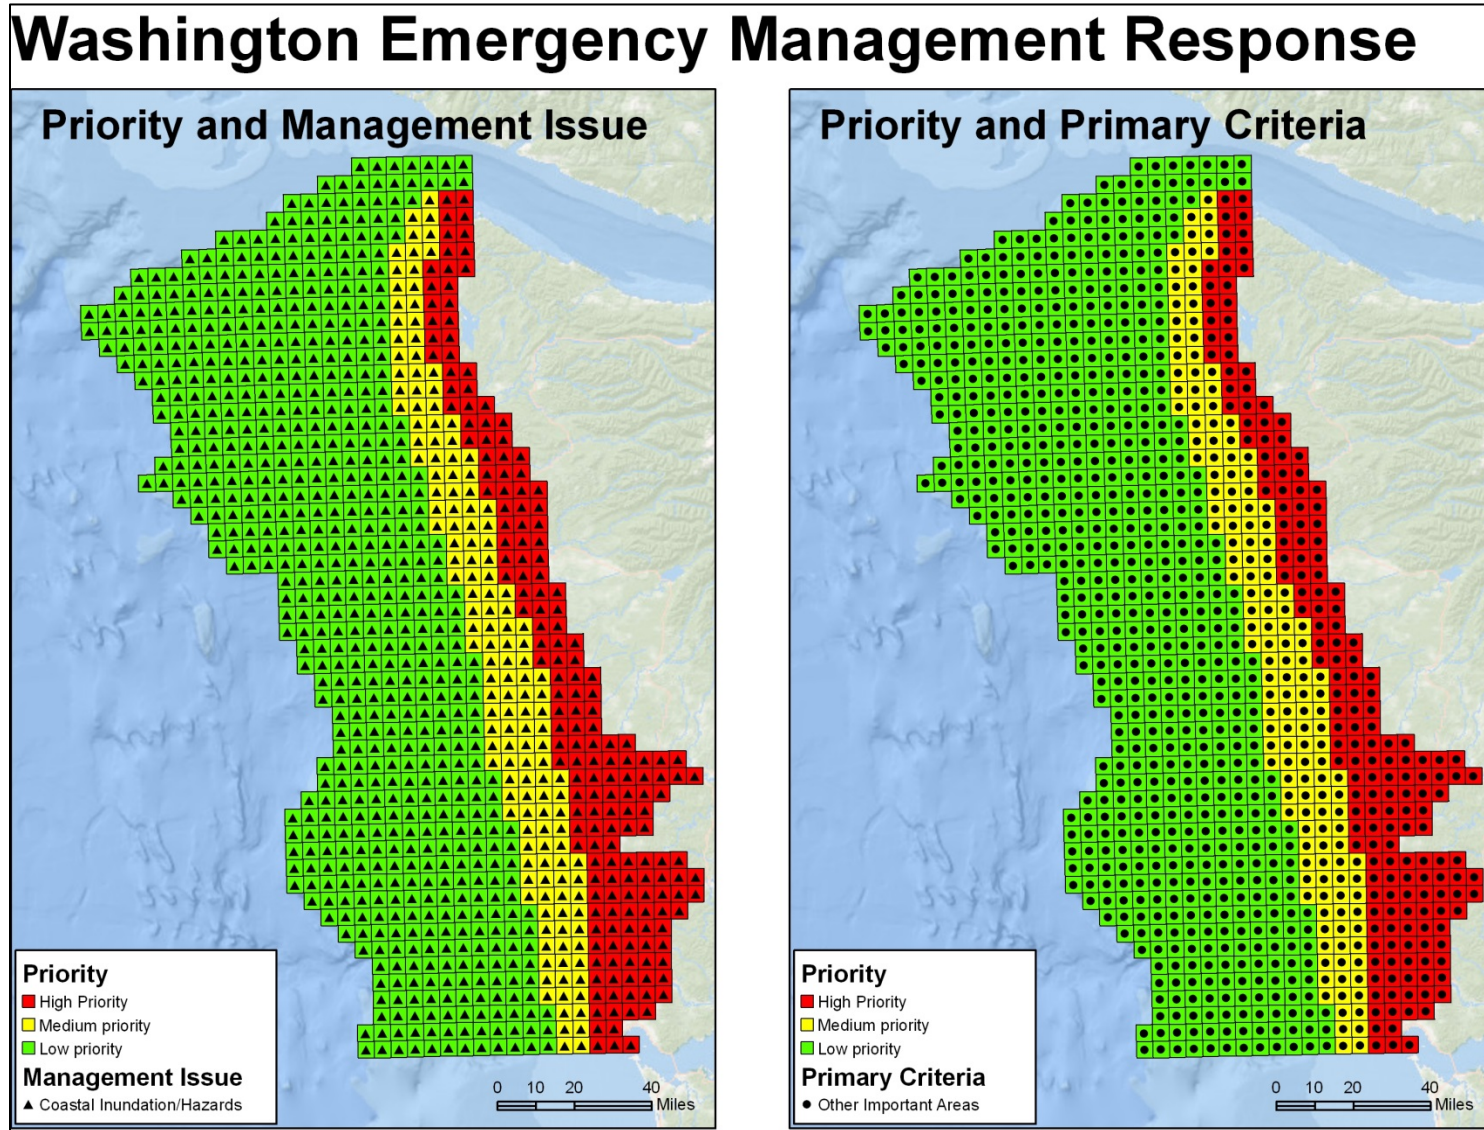 Washington Emergency Management Response
Priority and Management Issue
Priority
High Priority
Medium priority
Low priority
Management Issue
Coastal Inundation/Hazards
0 10 20 40
Miles
Priority and Primary Criteria
Priority
High Priority
Medium priority
Low priority
Primary Criteria
Other Important Areas
0 10 20 40
Miles